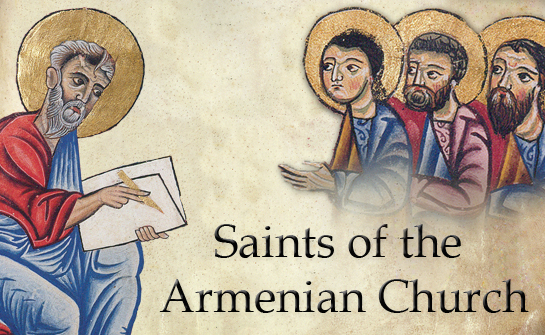 Saints of the
Armenian Church